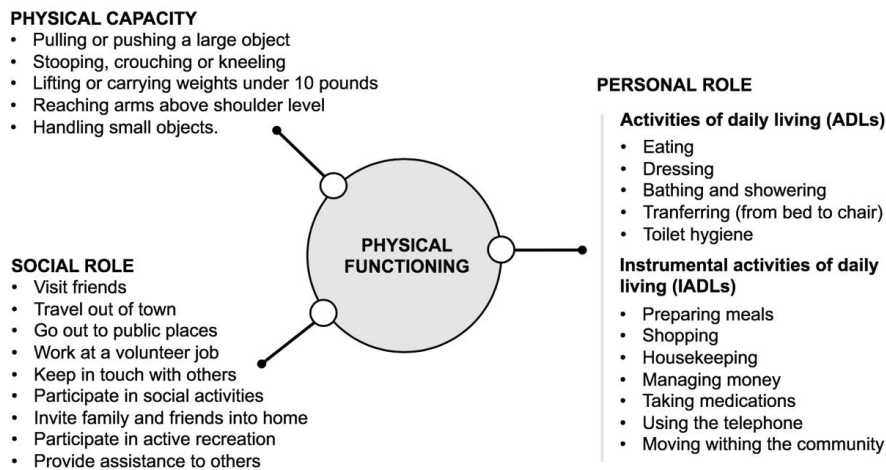 PHYSICAL CAPACITY
• Pulling or pushing a large object
• Stooping, crouching or kneeling
• Lifting or carrying weights under 10 pounds
• Reaching arms above shoulder level
• Handling small objects.
PHYSICAL
FUNCTIONING
SOCIAL ROLE
• Visit friends
• Travel out of town
• Go out to public places
• Work at a volunteer job
• Keep in touch with others
• Participate in social activities
• Invite family and friends into home
• Participate in active recreation
• Provide assistance to others
PERSONAL ROLE
Activities of daily living (ADLs)
• Eating
• Dressing
• Bathing and showering
• Tranferring (from bed to chair)
• Toilet hygiene
Instrumental activities of daily
living (IADLs)
• Preparing meals
• Shopping
• Housekeeping
• Managing money
• Taking medications
• Using the telephone
• Moving withing the community